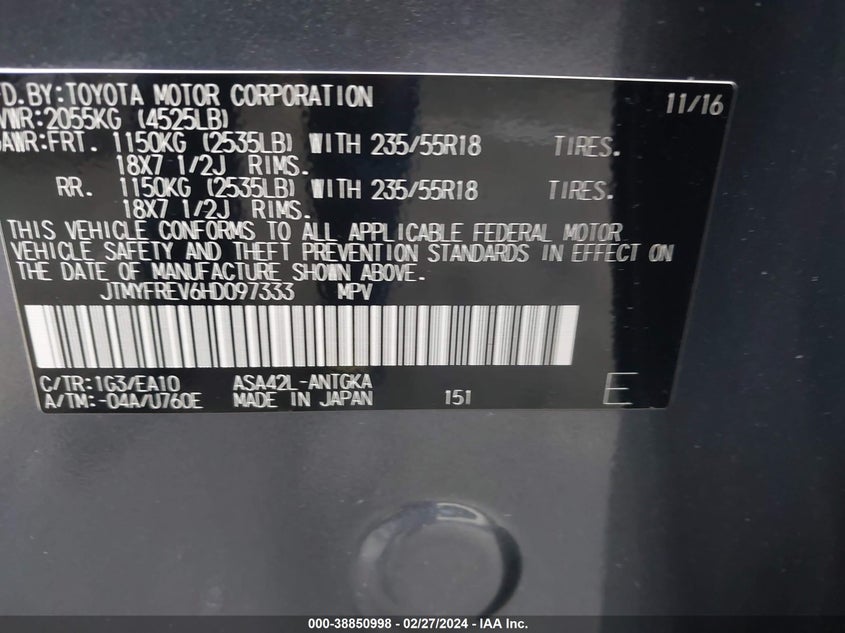 FD.BY:TOYOTA MOTOR CORPORATION 11/16
VWR:2055KG (4525LB)
AWR:FRT. 1150KG (2535LB) WITH 235/55R18 TIRES.
18X7 1/2J RIMS.
RR. 1150KG (2535LB) WITH 235/55R18 TIRES.
18X7 1/2J RIMS.
THIS VEHICLE CONFORMS TO ALL APPLICABLE FEDERAL MOTOR
VEHICLE SAFETY AND THEFT PREVENTION STANDARDS IN EFFECT ON
THE DATE OF MANUFACTURE SHOWN ABOVE.
JTMYFREV6HD097333 MPV
C/TR:1G3/EA10 ASA42L-ANTGKA
A/TM:-04A/U760E MADE IN JAPAN 151 E
000-38850998 - 02/27/2024 - IAA Inc.